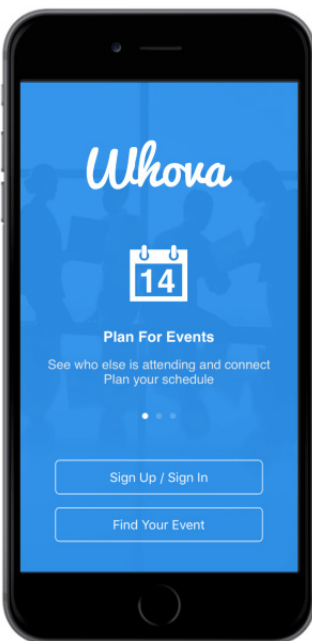 Whova
14
Plan For Events
See who else is attending and connect
Plan your schedule
Sign Up / Sign In
Find Your Event